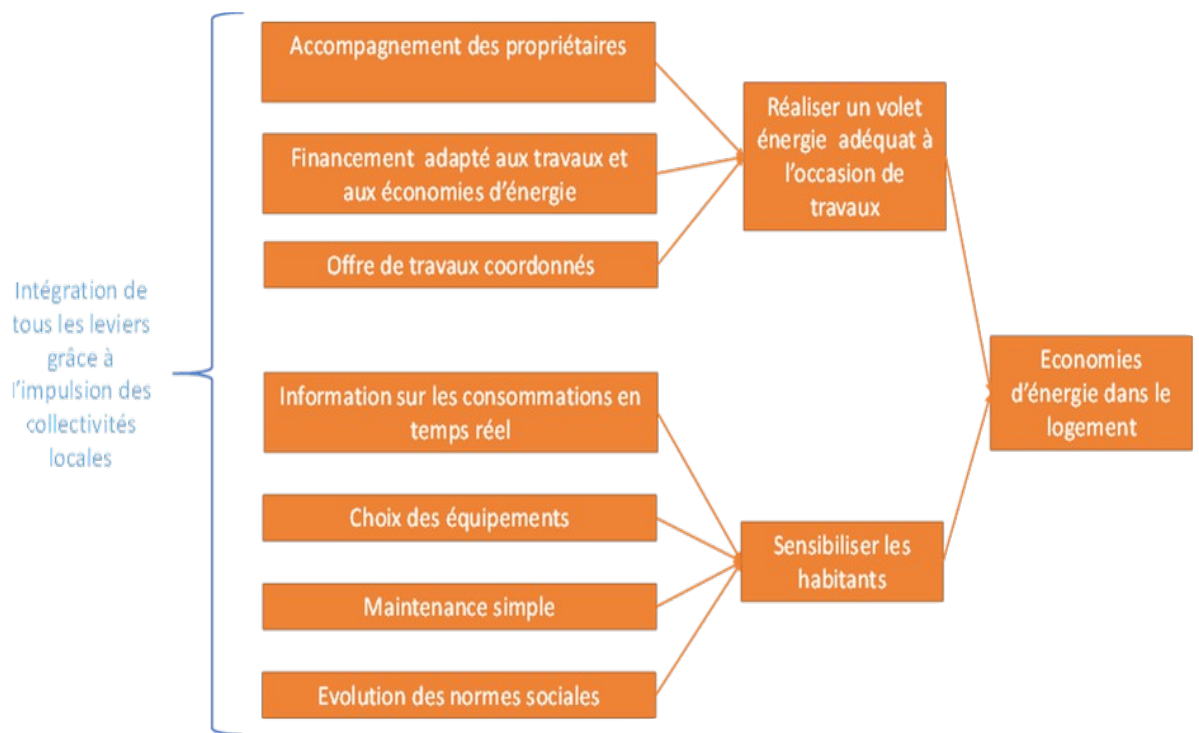 Intégration de
tous les leviers
grâce à
l'impulsion des
collectivités
locales
Accompagnement des propriétaires
Financement adapté aux travaux et
aux économies d'énergie
Offre de travaux coordonnés
Information sur les consommations en
temps réel
Choix des équipements
Maintenance simple
Evolution des normes sociales
Réaliser un volet
énergie adéquat à
l'occasion de
travaux
Sensibiliser les
habitants
Economies
d'énergie dans le
logement